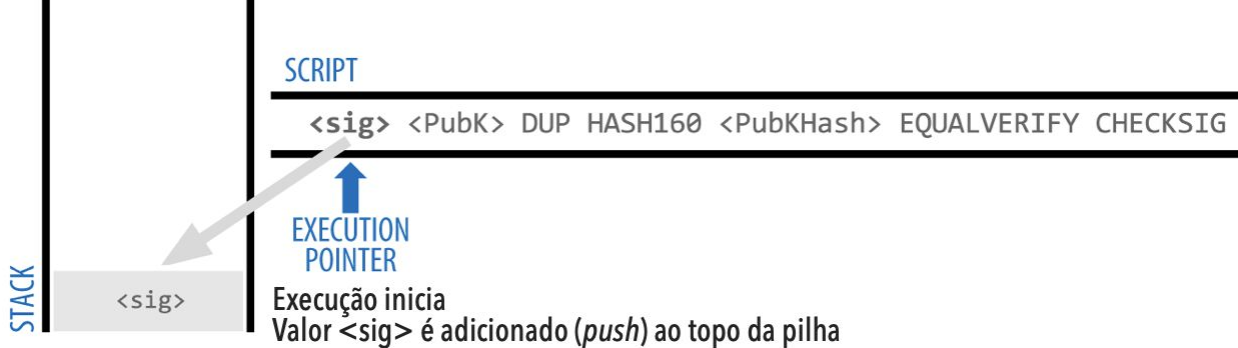 SCRIPT
<sig> <PubK> DUP HASH160 <PubKHash> EQUALVERIFY CHECKSIG
EXECUTION
POINTER
STACK
<sig>
Execução inicia
Valor <sig> é adicionado (push) ao topo da pilha